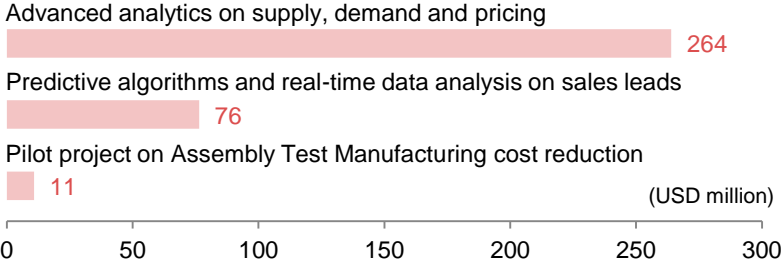 Advanced analytics on supply, demand and pricing
264
Predictive algorithms and real-time data analysis on sales leads
76
Pilot project on Assembly Test Manufacturing cost reduction
11
(USD million)
0 50 100 150 200 250 300